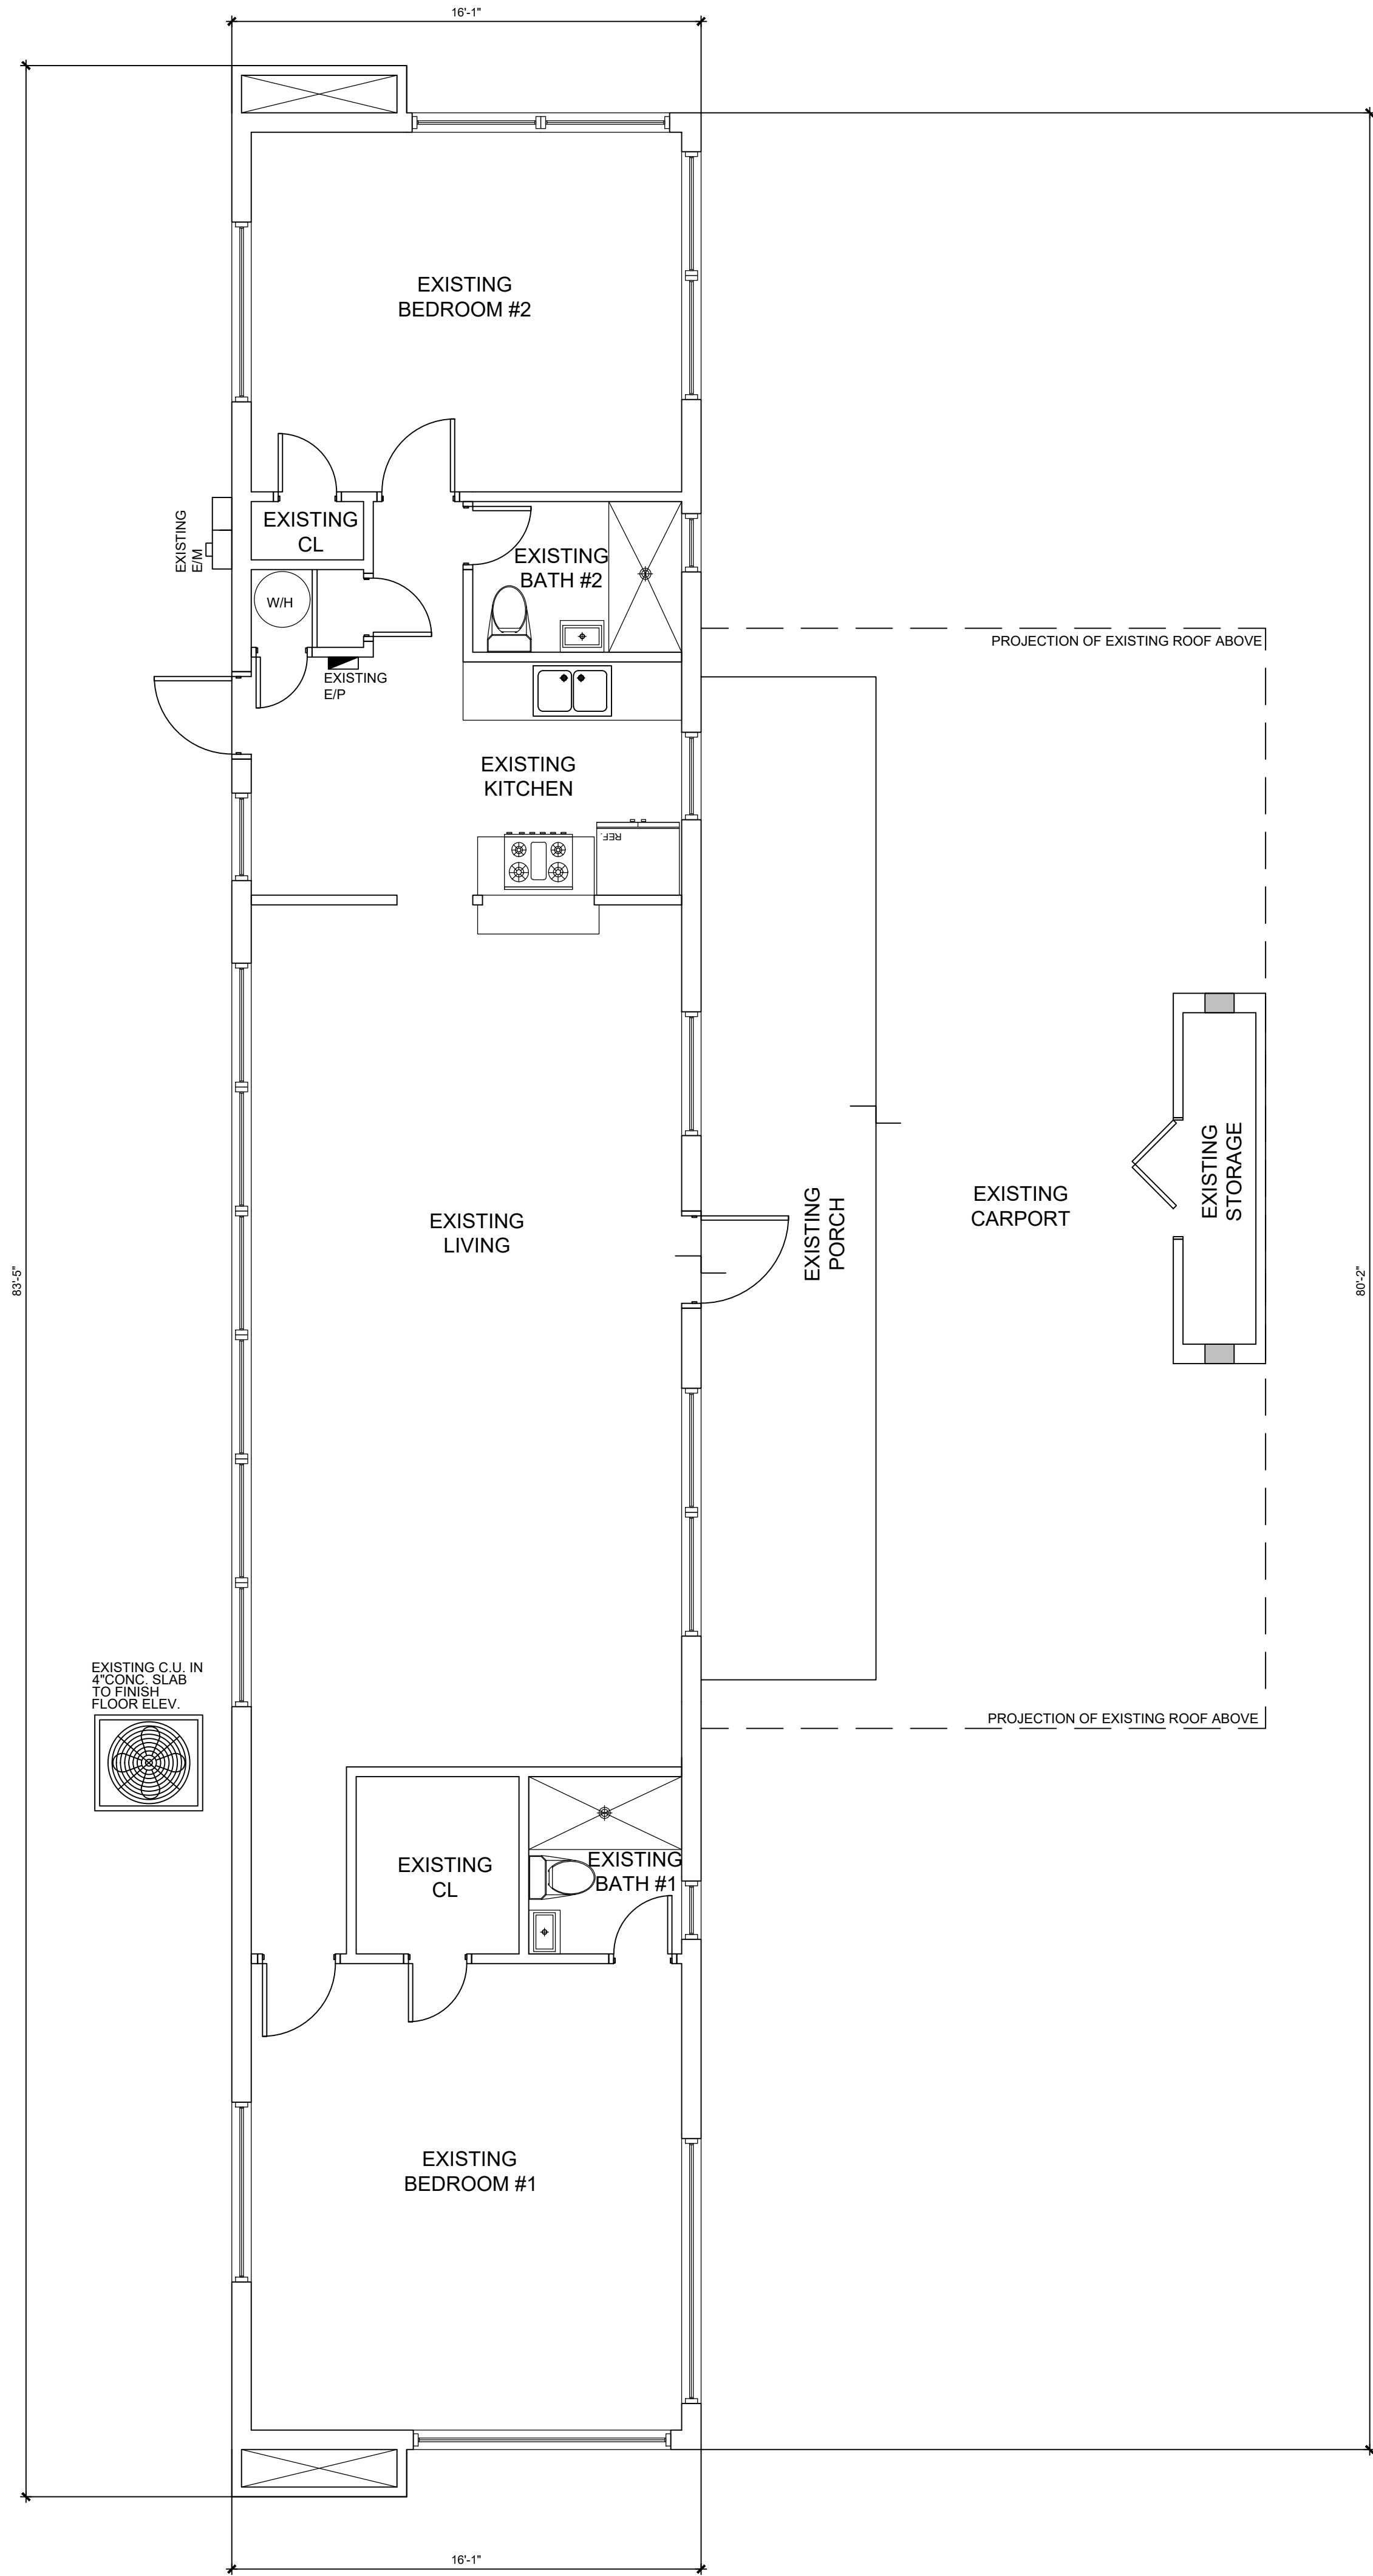 16'-1"
EXISTING
BEDROOM #2
EXISTING
CL
EXISTING
E/M
EXISTING
BATH #2
W/H
EXISTING
E/P
PROJECTION OF EXISTING ROOF ABOVE
EXISTING
KITCHEN
REF.
EXISTING
LIVING
EXISTING
PORCH
EXISTING
CARPORT
EXISTING
STORAGE
83'-5"
80'-2"
EXISTING C.U. IN
4"CONC. SLAB
TO FINISH
FLOOR ELEV.
PROJECTION OF EXISTING ROOF ABOVE
EXISTING
CL
EXISTING
BATH #1
EXISTING
BEDROOM #1
16'-1"